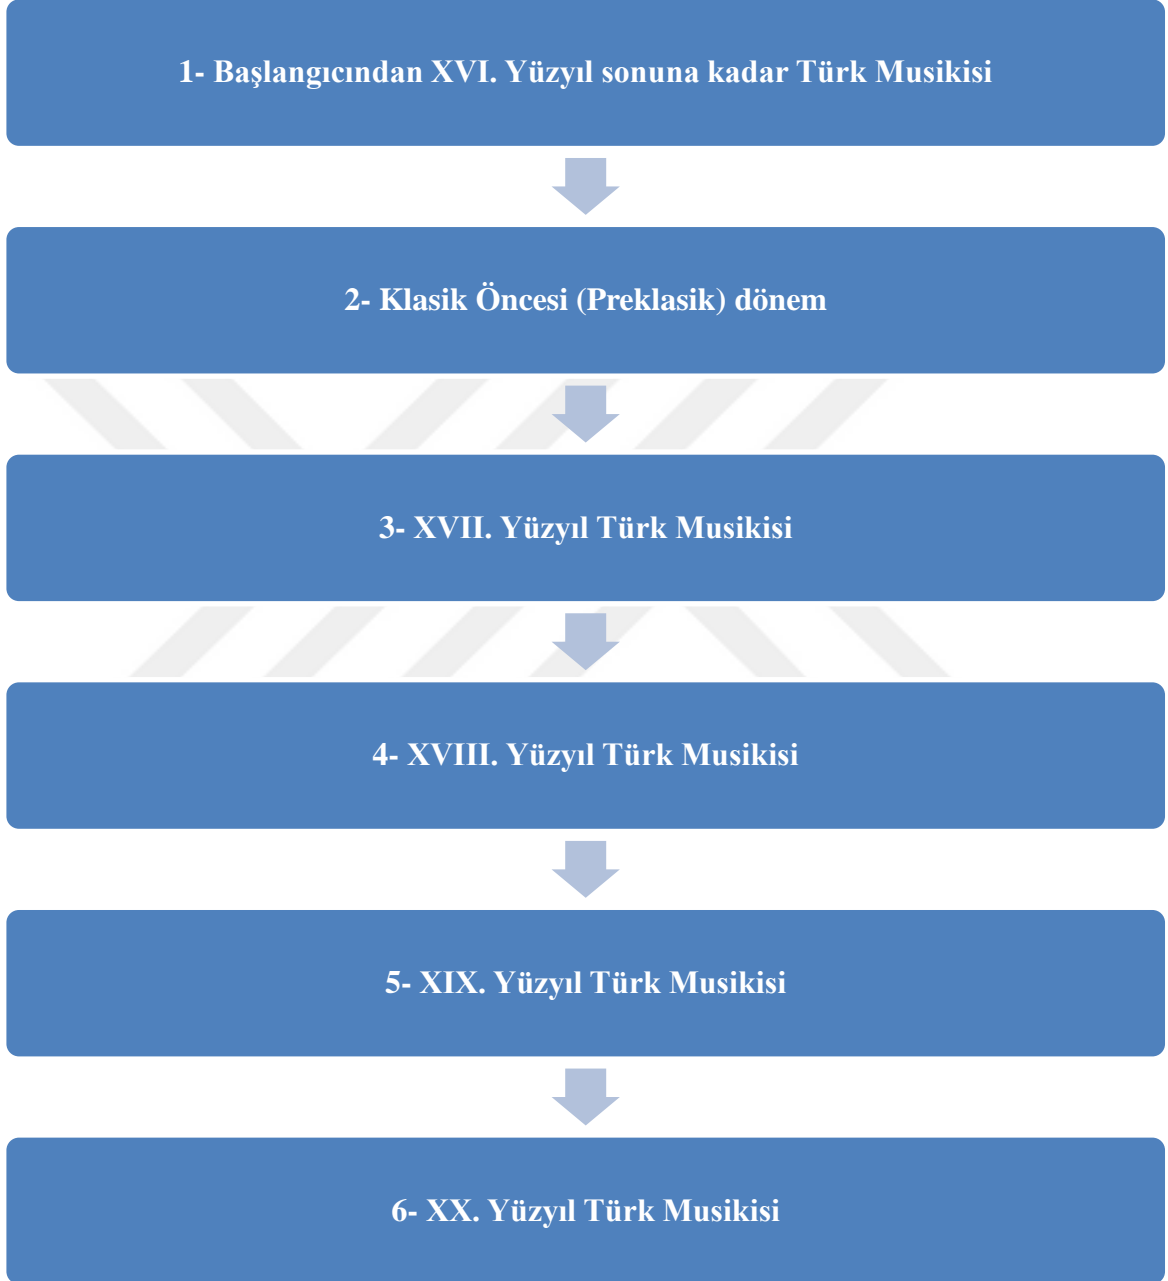 1- Başlangıcından XVI. Yüzyıl sonuna kadar Türk Musikisi
2- Klasik Öncesi (Preklasik) dönem
3- XVII. Yüzyıl Türk Musikisi
4- XVIII. Yüzyıl Türk Musikisi
5- XIX. Yüzyıl Türk Musikisi
6- XX. Yüzyıl Türk Musikisi